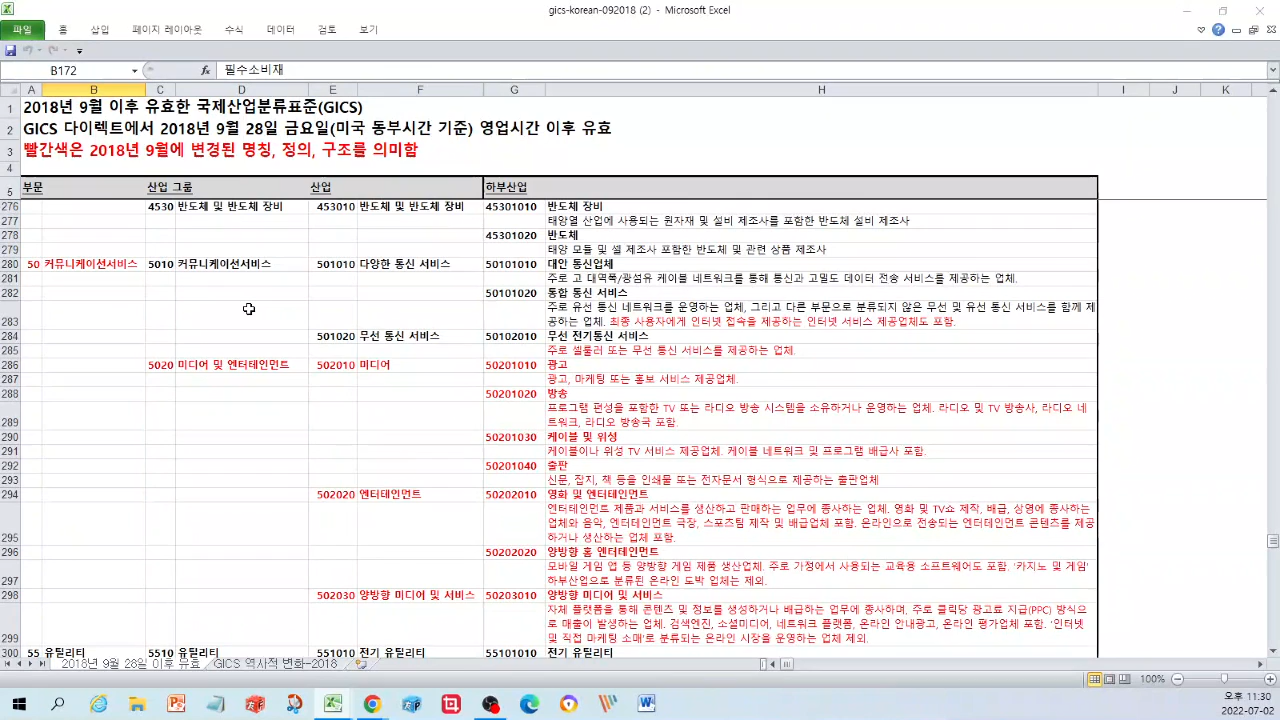 gics-korean-092018 (2) - Microsoft Excel
파일 홈 삽입 페이지 레이아웃 수식 데이터 검토 보기
B172 fx 필수소비재
A B C D E F G H I J K
1 2018년 9월 이후 유효한 국제산업분류표준(GICS)
2 GICS 다이렉트에서 2018년 9월 28일 금요일(미국 동부시간 기준) 영업시간 이후 유효
3 빨간색은 2018년 9월에 변경된 명칭, 정의, 구조를 의미함
4
5 부문 산업 그룹 산업 하부산업
276 4530 반도체 및 반도체 장비 453010 반도체 및 반도체 장비 45301010 반도체 장비
277 태양열 산업에 사용되는 원자재 및 설비 제조사를 포함한 반도체 설비 제조사
278 45301020 반도체
279 태양 모듈 및 셀 제조사 포함한 반도체 및 관련 상품 제조사
280 50 커뮤니케이션서비스 5010 커뮤니케이션서비스 501010 다양한 통신 서비스 50101010 대안 통신업체
281 주로 고 대역폭/광섬유 케이블 네트워크를 통해 통신과 고밀도 데이터 전송 서비스를 제공하는 업체.
282 50101020 통합 통신 서비스
주로 유선 통신 네트워크를 운영하는 업체, 그리고 다른 부문으로 분류되지 않은 무선 및 유선 통신 서비스를 함께 제
283 공하는 업체. 최종 사용자에게 인터넷 접속을 제공하는 인터넷 서비스 제공업체도 포함.
284 501020 무선 통신 서비스 50102010 무선 전기통신 서비스
285 주로 셀룰러 또는 무선 통신 서비스를 제공하는 업체.
286 5020 미디어 및 엔터테인먼트 502010 미디어 50201010 광고
287 광고, 마케팅 또는 홍보 서비스 제공업체.
288 50201020 방송
프로그램 편성을 포함한 TV 또는 라디오 방송 시스템을 소유하거나 운영하는 업체. 라디오 및 TV 방송사, 라디오 네
289 트워크, 라디오 방송국 포함.
290 50201030 케이블 및 위성
291 케이블이나 위성 TV 서비스 제공업체. 케이블 네트워크 및 프로그램 배급사 포함.
292 50201040 출판
293 신문, 잡지, 책 등을 인쇄물 또는 전자문서 형식으로 제공하는 출판업체
294 502020 엔터테인먼트 50202010 영화 및 엔터테인먼트
엔터테인먼트 제품과 서비스를 생산하고 판매하는 업무에 종사하는 업체. 영화 및 TV쇼 제작, 배급, 상영에 종사하는
업체와 음악, 엔터테인먼트 극장, 스포츠팀 제작 및 배급업체 포함. 온라인으로 전송되는 엔터테인먼트 콘텐츠를 제공
295 하거나 생산하는 업체 포함.
296 50202020 양방향 홈 엔터테인먼트
모바일 게임 앱 등 양방향 게임 제품 생산업체. 주로 가정에서 사용되는 교육용 소프트웨어도 포함. '카지노 및 게임'
297 하부산업으로 분류된 온라인 도박 업체는 제외.
298 502030 양방향 미디어 및 서비스 50203010 양방향 미디어 및 서비스
자체 플랫폼을 통해 콘텐츠 및 정보를 생성하거나 배급하는 업무에 종사하며, 주로 클릭당 광고료 지급(PPC) 방식으
로 매출이 발생하는 업체. 검색엔진, 소셜미디어, 네트워크 플랫폼, 온라인 안내광고, 온라인 평가업체 포함. '인터넷
299 및 직접 마케팅 소매'로 분류되는 온라인 시장을 운영하는 업체 제외.
300 55 유틸리티 5510 유틸리티 551010 전기 유틸리티 55101010 전기 유틸리티
2018년 9월 28일 이후 유효 GICS 역사적 변화-2018
100%
오전 11:30
2022-07-02